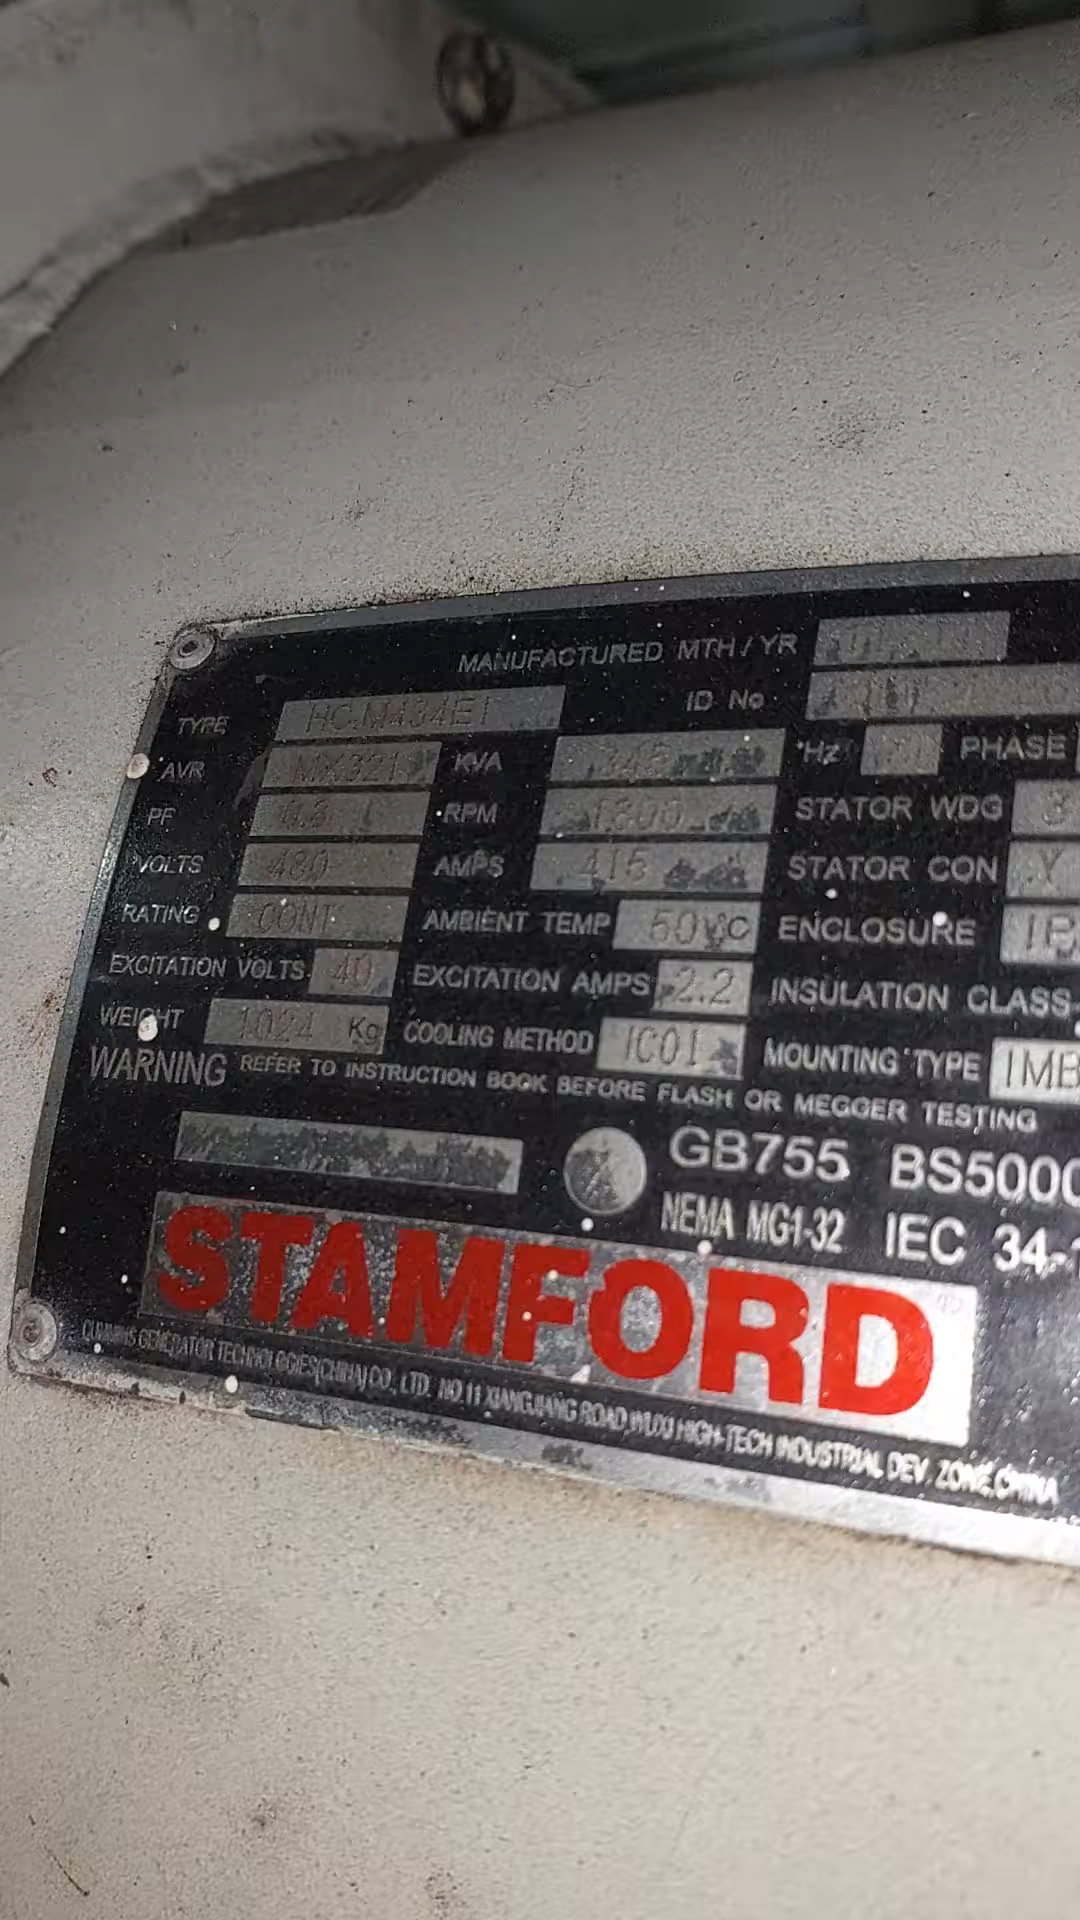 MANUFACTURED MTH / YR
TYPE HC.M434E1 ID No
AVR MX321 KVA 345 Hz PHASE
PF 0.8 RPM 1800 STATOR WDG 3
VOLTS 480 AMPS 415 STATOR CON Y
RATING CONT AMBIENT TEMP 50°C ENCLOSURE
EXCITATION VOLTS 40 EXCITATION AMPS 2.2 INSULATION CLASS
WEIGHT 1024 Kg COOLING METHOD IC01 MOUNTING TYPE IMB
WARNING REFER TO INSTRUCTION BOOK BEFORE FLASH OR MEGGER TESTING
GB755 BS5000
NEMA MG1-32 IEC 34-1
STAMFORD ®
CUMMINS GENERATOR TECHNOLOGIES(CHINA) CO., LTD. NO.11 XIANGJIANG ROAD, WUXI HIGH-TECH INDUSTRIAL DEV. ZONE, CHINA